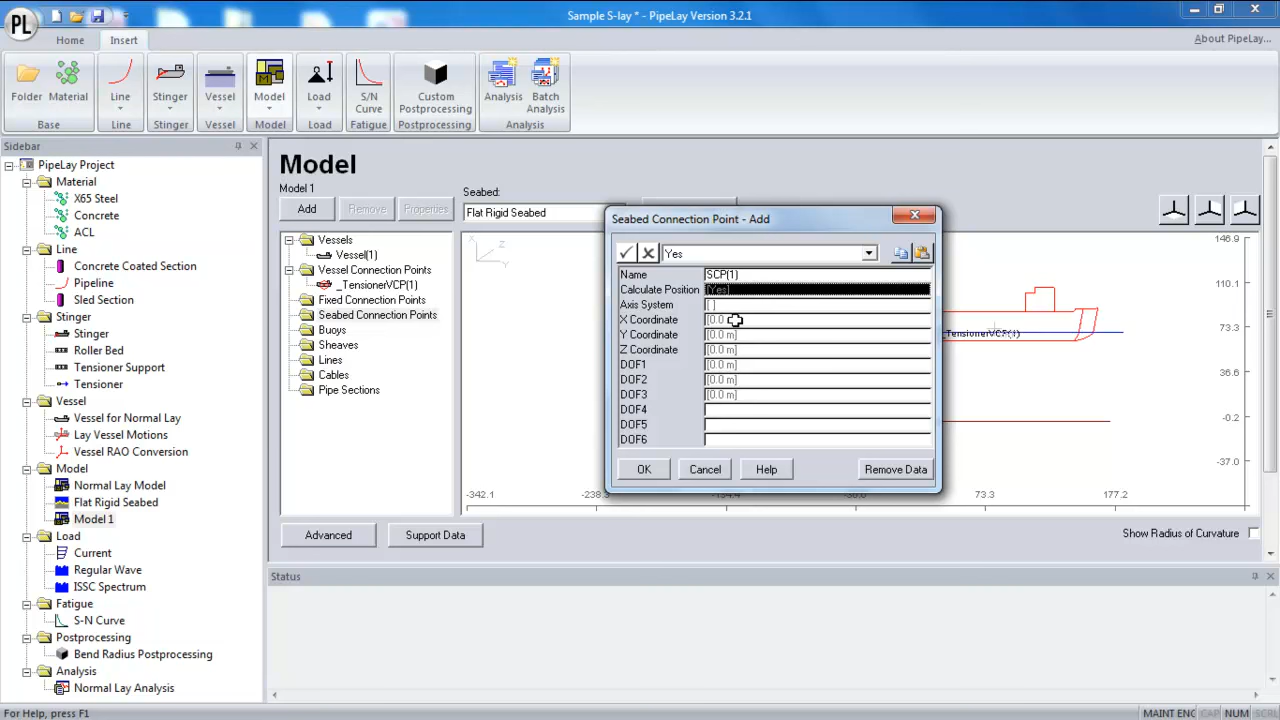 PL
Sample S-lay * - PipeLay Version 3.2.1
Home
Insert
About PipeLay...
Folder
Material
Line
Stinger
Vessel
Model
Load
S/N Curve
Custom Postprocessing
Analysis
Batch Analysis
Base
Line
Stinger
Vessel
Model
Load
Fatigue
Postprocessing
Analysis
Sidebar
PipeLay Project
Material
X65 Steel
Concrete
ACL
Line
Concrete Coated Section
Pipeline
Sled Section
Stinger
Stinger
Roller Bed
Tensioner Support
Tensioner
Vessel
Vessel for Normal Lay
Lay Vessel Motions
Vessel RAO Conversion
Model
Normal Lay Model
Flat Rigid Seabed
Model 1
Load
Current
Regular Wave
ISSC Spectrum
Fatigue
S-N Curve
Postprocessing
Bend Radius Postprocessing
Analysis
Normal Lay Analysis
Model
Model 1
Seabed:
Add
Remove
Properties
Flat Rigid Seabed
Vessels
Vessel(1)
Vessel Connection Points
_TensionerVCP(1)
Fixed Connection Points
Seabed Connection Points
Buoys
Sheaves
Lines
Cables
Pipe Sections
X
Z
Y
Seabed Connection Point - Add
Yes
Name SCP(1)
Calculate Position [Yes]
Axis System [ ]
X Coordinate [0.0
Y Coordinate [0.0 m]
Z Coordinate [0.0 m]
DOF1 [0.0 m]
DOF2 [0.0 m]
DOF3 [0.0 m]
DOF4
DOF5
DOF6
OK
Cancel
Help
Remove Data
_TensionerVCP(1)
146.9
110.1
73.3
36.6
-0.2
-37.0
-342.1
73.3
177.2
Advanced
Support Data
Show Radius of Curvature
Status
For Help, press F1
MAINT ENG
CAP
NUM